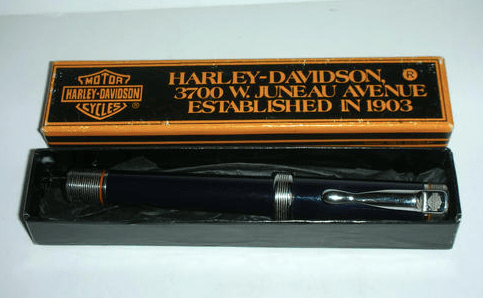 MOTOR
HARLEY-DAVIDSON
CYCLES ®
HARLEY-DAVIDSON, ®
3700 W. JUNEAU AVENUE
ESTABLISHED IN 1903